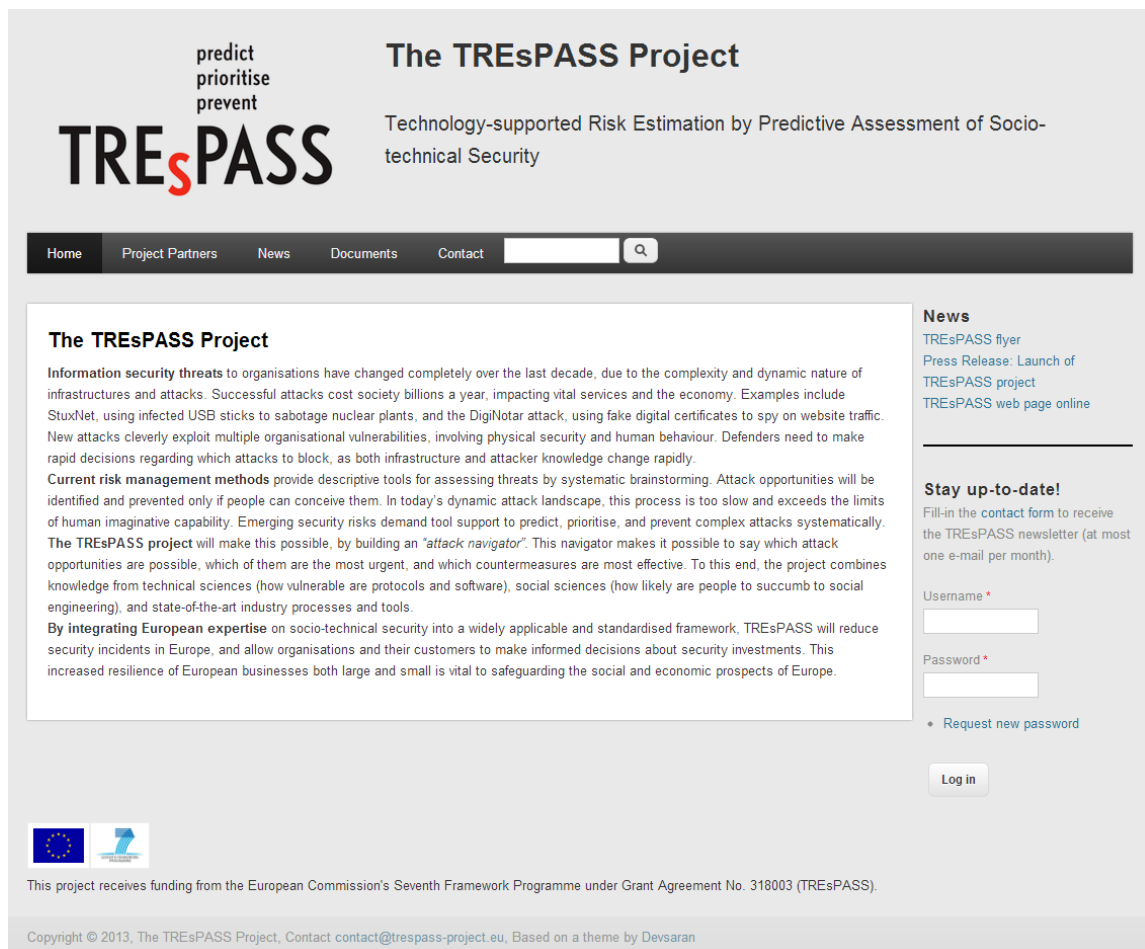 predict
prioritise
prevent
TREsPASS
The TREsPASS Project
Technology-supported Risk Estimation by Predictive Assessment of Socio-
technical Security
Home Project Partners News Documents Contact
The TREsPASS Project
Information security threats to organisations have changed completely over the last decade, due to the complexity and dynamic nature of
infrastructures and attacks. Successful attacks cost society billions a year, impacting vital services and the economy. Examples include
StuxNet, using infected USB sticks to sabotage nuclear plants, and the DigiNotar attack, using fake digital certificates to spy on website traffic.
New attacks cleverly exploit multiple organisational vulnerabilities, involving physical security and human behaviour. Defenders need to make
rapid decisions regarding which attacks to block, as both infrastructure and attacker knowledge change rapidly.
Current risk management methods provide descriptive tools for assessing threats by systematic brainstorming. Attack opportunities will be
identified and prevented only if people can conceive them. In today's dynamic attack landscape, this process is too slow and exceeds the limits
of human imaginative capability. Emerging security risks demand tool support to predict, prioritise, and prevent complex attacks systematically.
The TREsPASS project will make this possible, by building an "attack navigator". This navigator makes it possible to say which attack
opportunities are possible, which of them are the most urgent, and which countermeasures are most effective. To this end, the project combines
knowledge from technical sciences (how vulnerable are protocols and software), social sciences (how likely are people to succumb to social
engineering), and state-of-the-art industry processes and tools.
By integrating European expertise on socio-technical security into a widely applicable and standardised framework, TREsPASS will reduce
security incidents in Europe, and allow organisations and their customers to make informed decisions about security investments. This
increased resilience of European businesses both large and small is vital to safeguarding the social and economic prospects of Europe.
News
TREsPASS flyer
Press Release: Launch of
TREsPASS project
TREsPASS web page online
Stay up-to-date!
Fill-in the contact form to receive
the TREsPASS newsletter (at most
one e-mail per month).
Username *
Password *
Request new password
Log in
This project receives funding from the European Commission's Seventh Framework Programme under Grant Agreement No. 318003 (TREsPASS).
Copyright © 2013, The TREsPASS Project, Contact contact@trespass-project.eu, Based on a theme by Devsaran